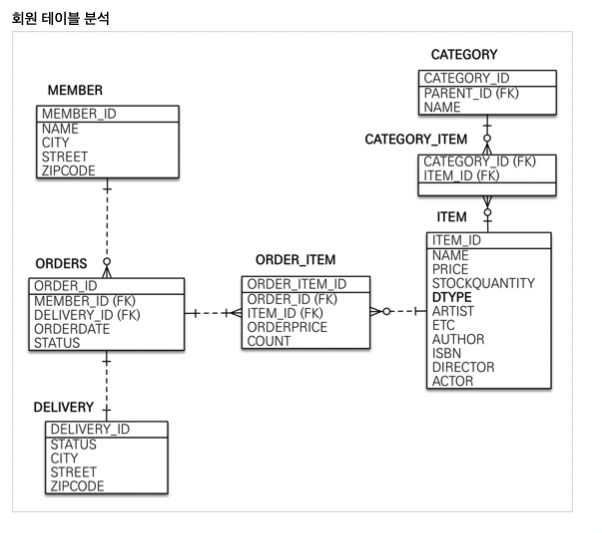 회원 테이블 분석
MEMBER
MEMBER_ID
NAME
CITY
STREET
ZIPCODE
CATEGORY
CATEGORY_ID
PARENT_ID (FK)
NAME
CATEGORY_ITEM
CATEGORY_ID (FK)
ITEM_ID (FK)
ORDERS
ORDER_ID
MEMBER_ID (FK)
DELIVERY_ID (FK)
ORDERDATE
STATUS
ORDER_ITEM
ORDER_ITEM_ID
ORDER_ID (FK)
ITEM_ID (FK)
ORDERPRICE
COUNT
ITEM
ITEM_ID
NAME
PRICE
STOCKQUANTITY
DTYPE
ARTIST
ETC
AUTHOR
ISBN
DIRECTOR
ACTOR
DELIVERY
DELIVERY_ID
STATUS
CITY
STREET
ZIPCODE